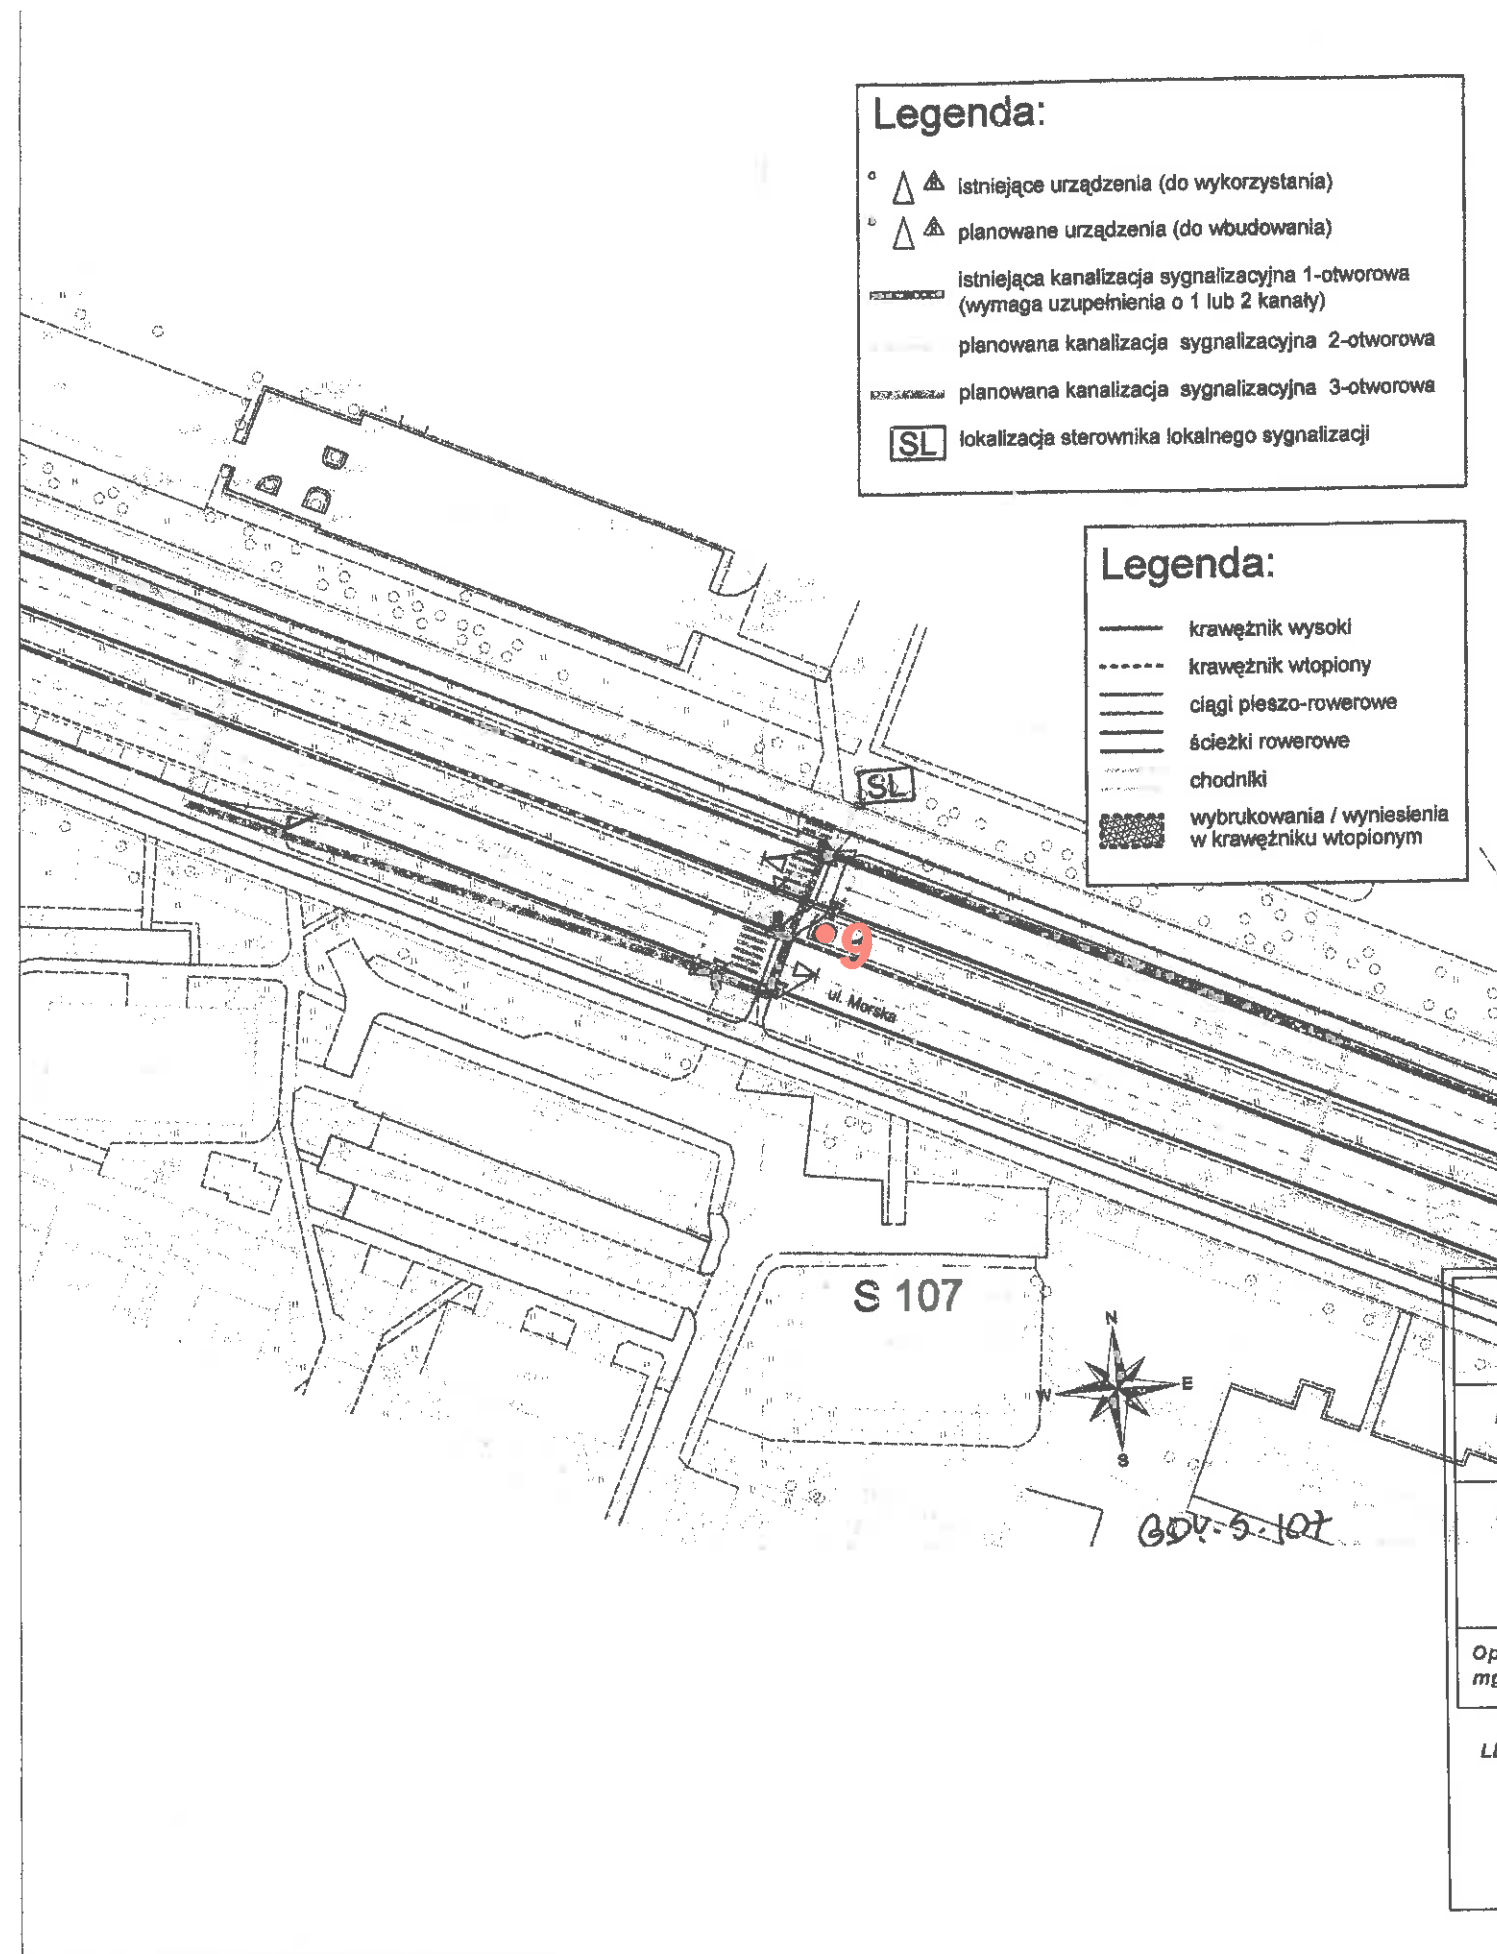 Legenda:
istniejące urządzenia (do wykorzystania)
planowane urządzenia (do wbudowania)
istniejąca kanalizacja sygnalizacyjna 1-otworowa
(wymaga uzupełnienia o 1 lub 2 kanały)
planowana kanalizacja sygnalizacyjna 2-otworowa
planowana kanalizacja sygnalizacyjna 3-otworowa
SL lokalizacja sterownika lokalnego sygnalizacji
Legenda:
krawężnik wysoki
krawężnik wtopiony
ciągi pieszo-rowerowe
ścieżki rowerowe
chodniki
wybrukowania / wyniesienia
w krawężniku wtopionym
SL
9
ul. Morska
S 107
N
W
E
S
GDY-S-107
Op
mg